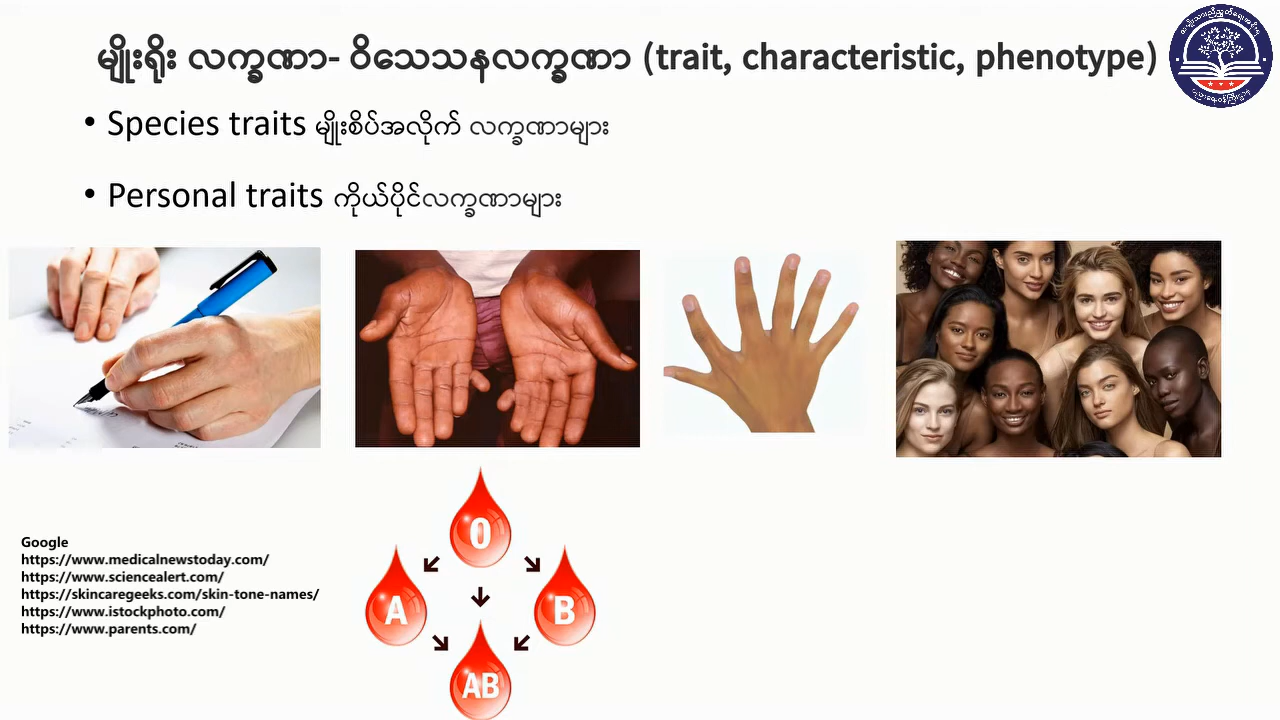 မျိုးရိုး လက္ခဏာ- ဝိသေသနလက္ခဏာ (trait, characteristic, phenotype)
• Species traits မျိုးစိပ်အလိုက် လက္ခဏာများ
• Personal traits ကိုယ်ပိုင်လက္ခဏာများ
O
A
B
AB
Google
https://www.medicalnewstoday.com/
https://www.sciencealert.com/
https://skincaregeeks.com/skin-tone-names/
https://www.istockphoto.com/
https://www.parents.com/